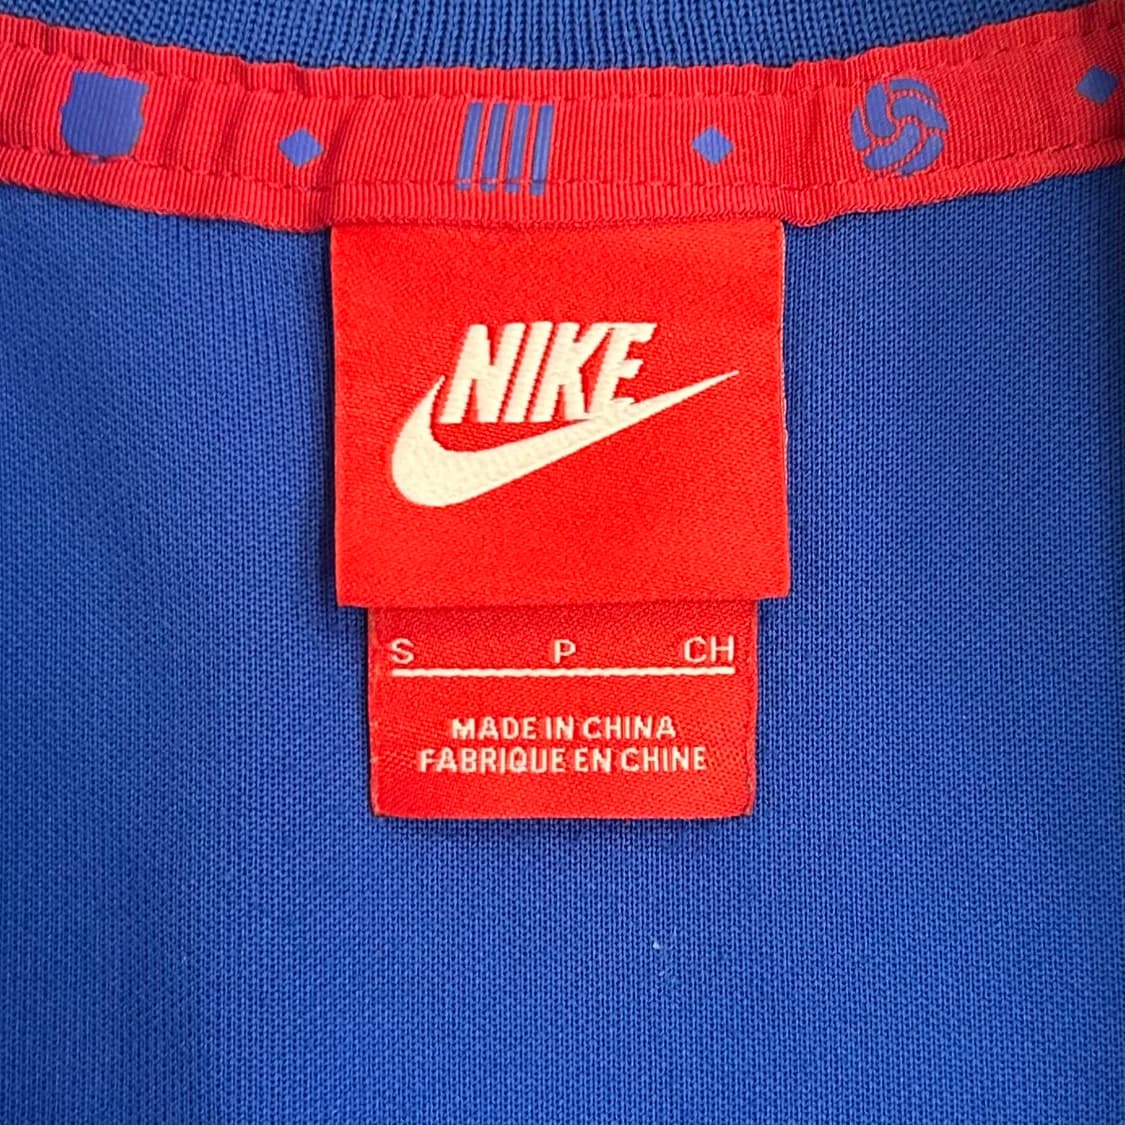 NIKE
S P CH
MADE IN CHINA
FABRIQUE EN CHINE